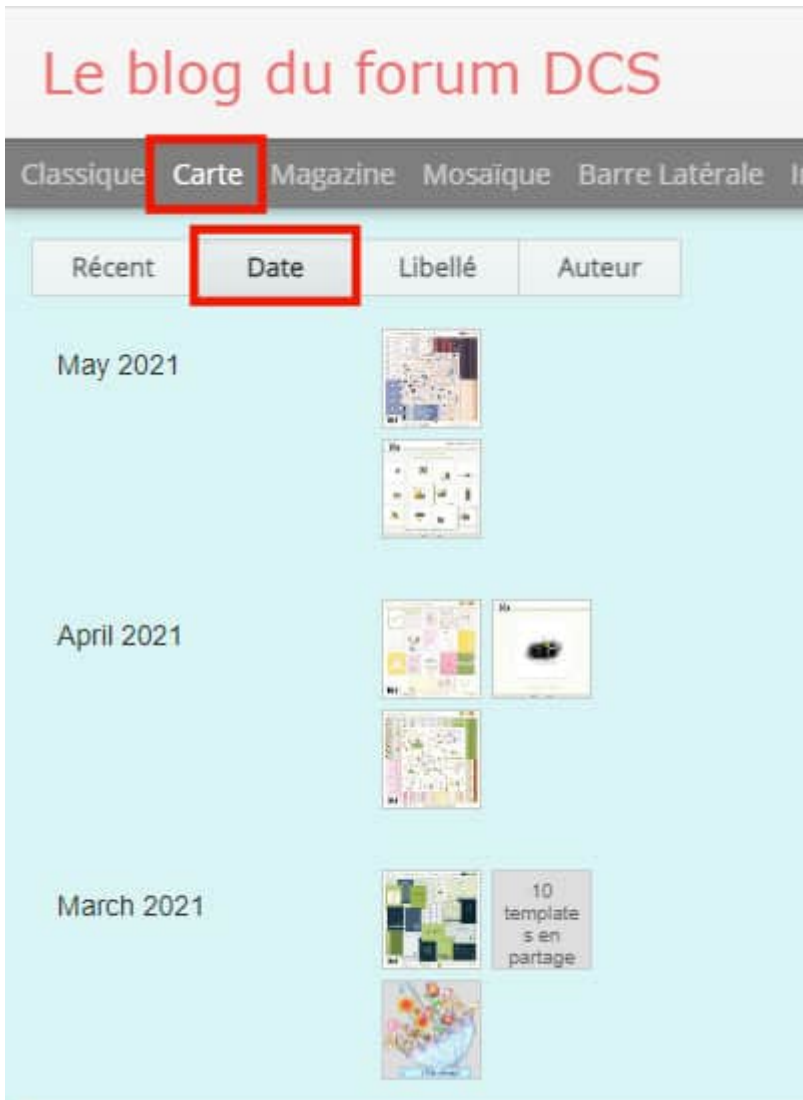 Le blog du forum DCS
Classique Carte Magazine Mosaïque Barre Latérale
Récent Date Libellé Auteur
May 2021
April 2021
March 2021
10
template
s en
partage